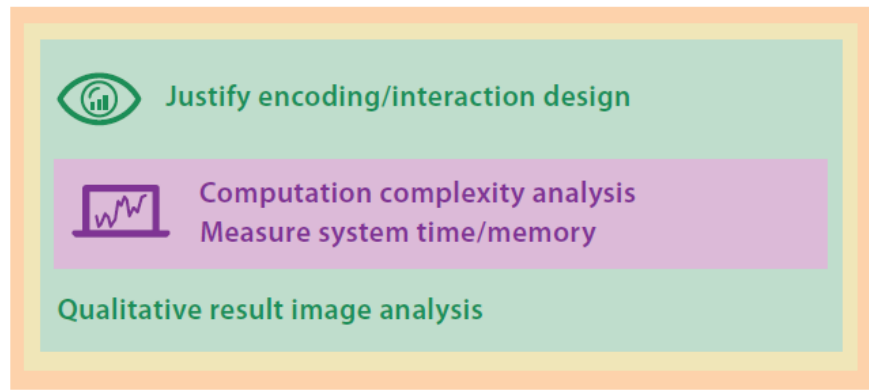 Justify encoding/interaction design
Computation complexity analysis
Measure system time/memory
Qualitative result image analysis